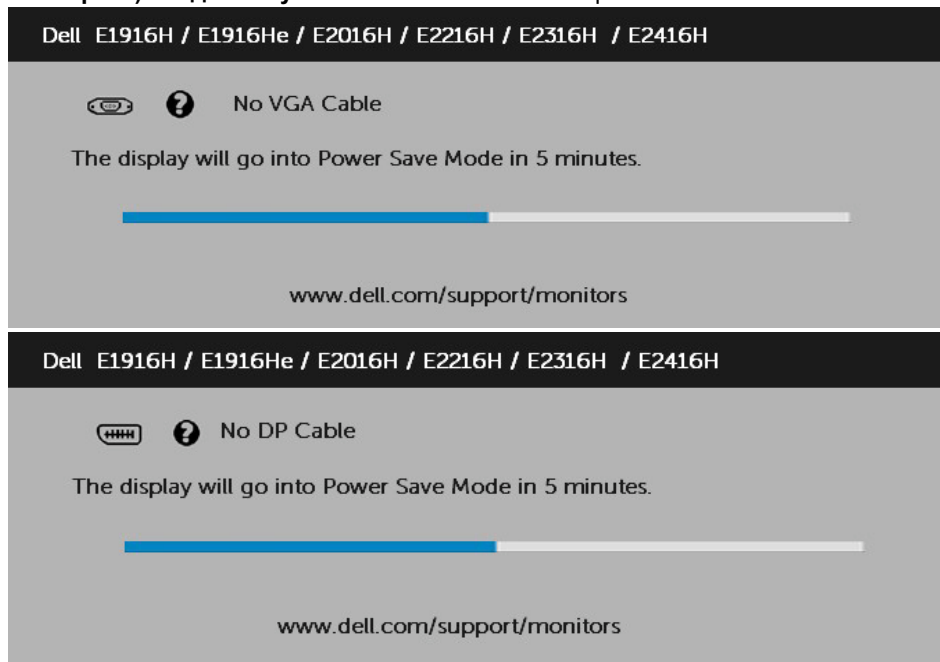 Dell E1916H / E1916He / E2016H / E2216H / E2316H / E2416H
No VGA Cable
The display will go into Power Save Mode in 5 minutes.
www.dell.com/support/monitors
Dell E1916H / E1916He / E2016H / E2216H / E2316H / E2416H
No DP Cable
The display will go into Power Save Mode in 5 minutes.
www.dell.com/support/monitors